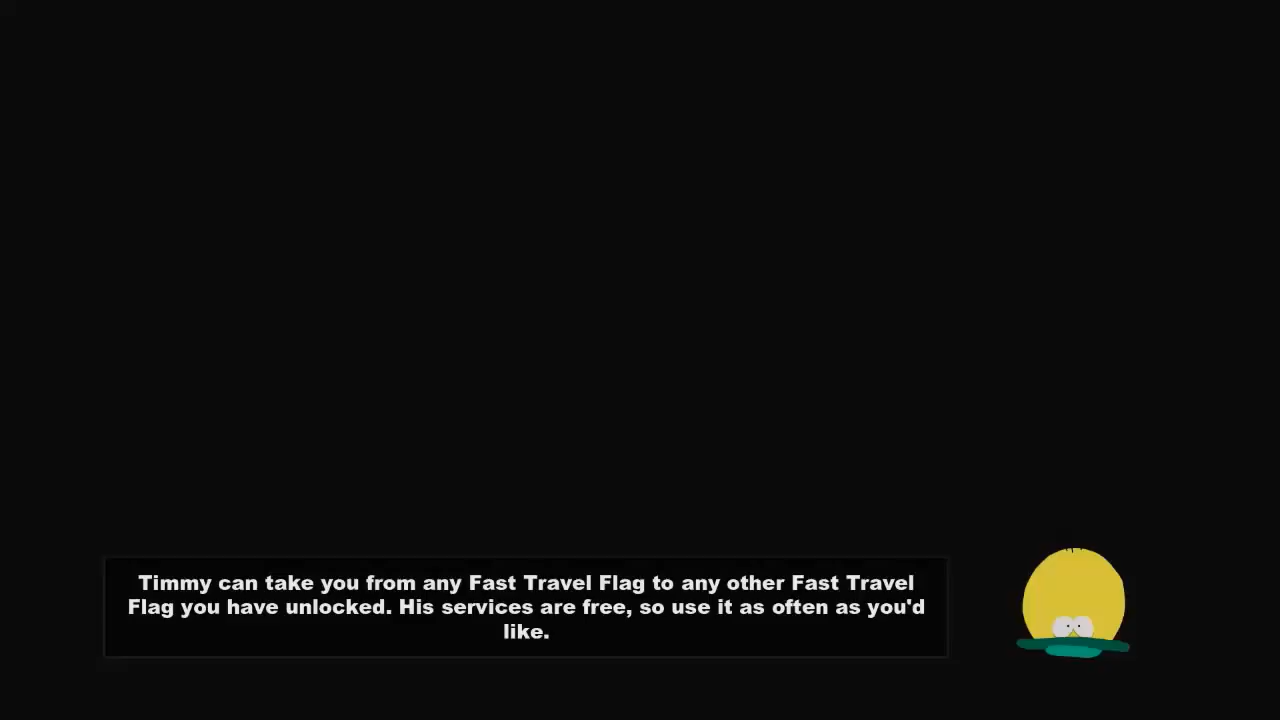 Timmy can take you from any Fast Travel Flag to any other Fast Travel
Flag you have unlocked. His services are free, so use it as often as you'd
like.